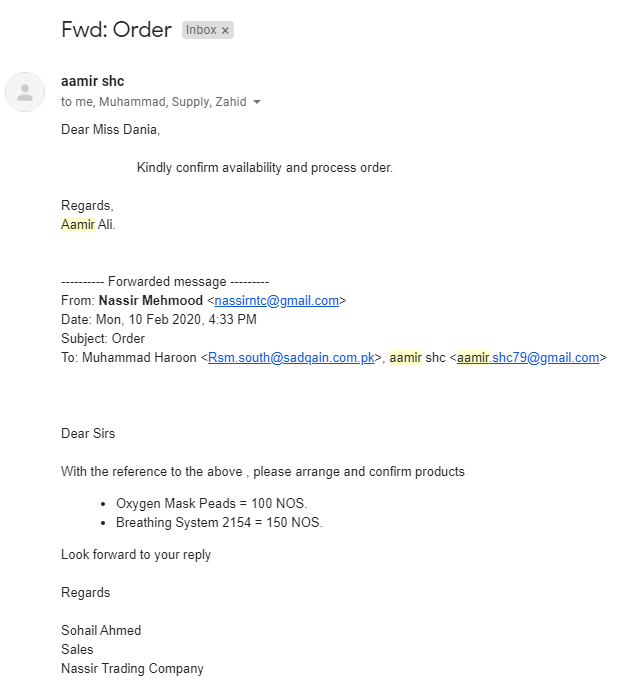 Fwd: Order Inbox x
aamir shc
to me, Muhammad, Supply, Zahid
Dear Miss Dania,
Kindly confirm availability and process order.
Regards,
Aamir Ali.
---------- Forwarded message ---------
From: Nassir Mehmood <nassirntc@gmail.com>
Date: Mon, 10 Feb 2020, 4:33 PM
Subject: Order
To: Muhammad Haroon <Rsm.south@sadqain.com.pk>, aamir shc <aamir.shc79@gmail.com>
Dear Sirs
With the reference to the above , please arrange and confirm products
• Oxygen Mask Peads = 100 NOS.
• Breathing System 2154 = 150 NOS.
Look forward to your reply
Regards
Sohail Ahmed
Sales
Nassir Trading Company